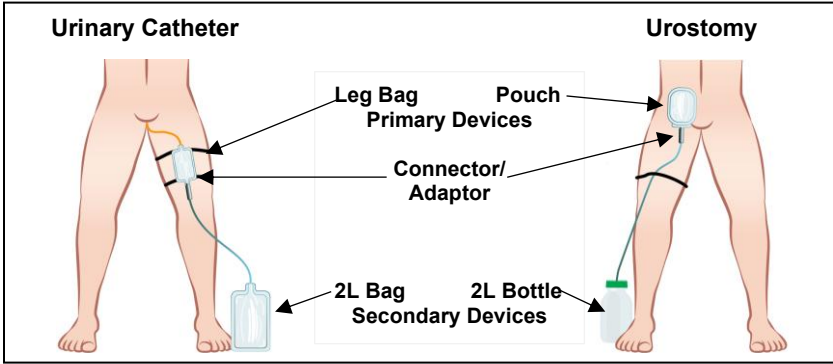 Urinary Catheter
Urostomy
Leg Bag Pouch
Primary Devices
Connector/
Adaptor
2L Bag 2L Bottle
Secondary Devices